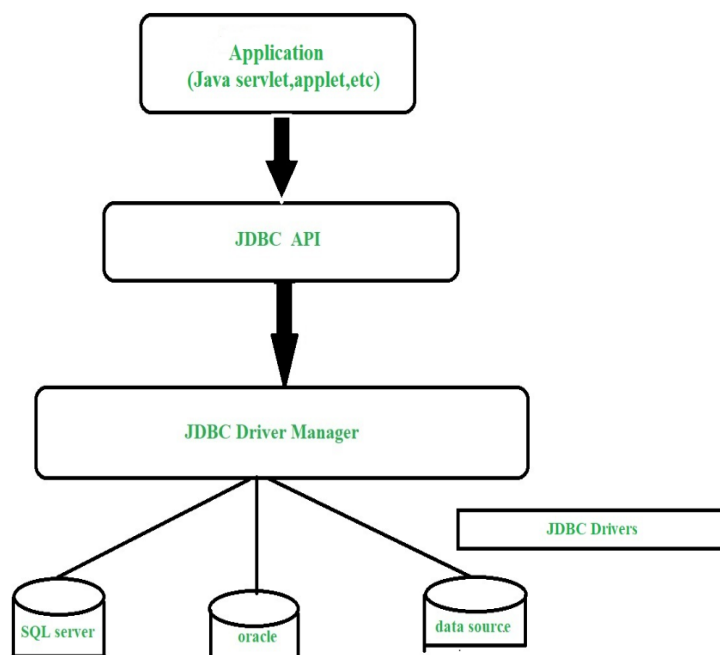 Application
(Java servlet,applet,etc)
JDBC API
JDBC Driver Manager
JDBC Drivers
SQL server
oracle
data source